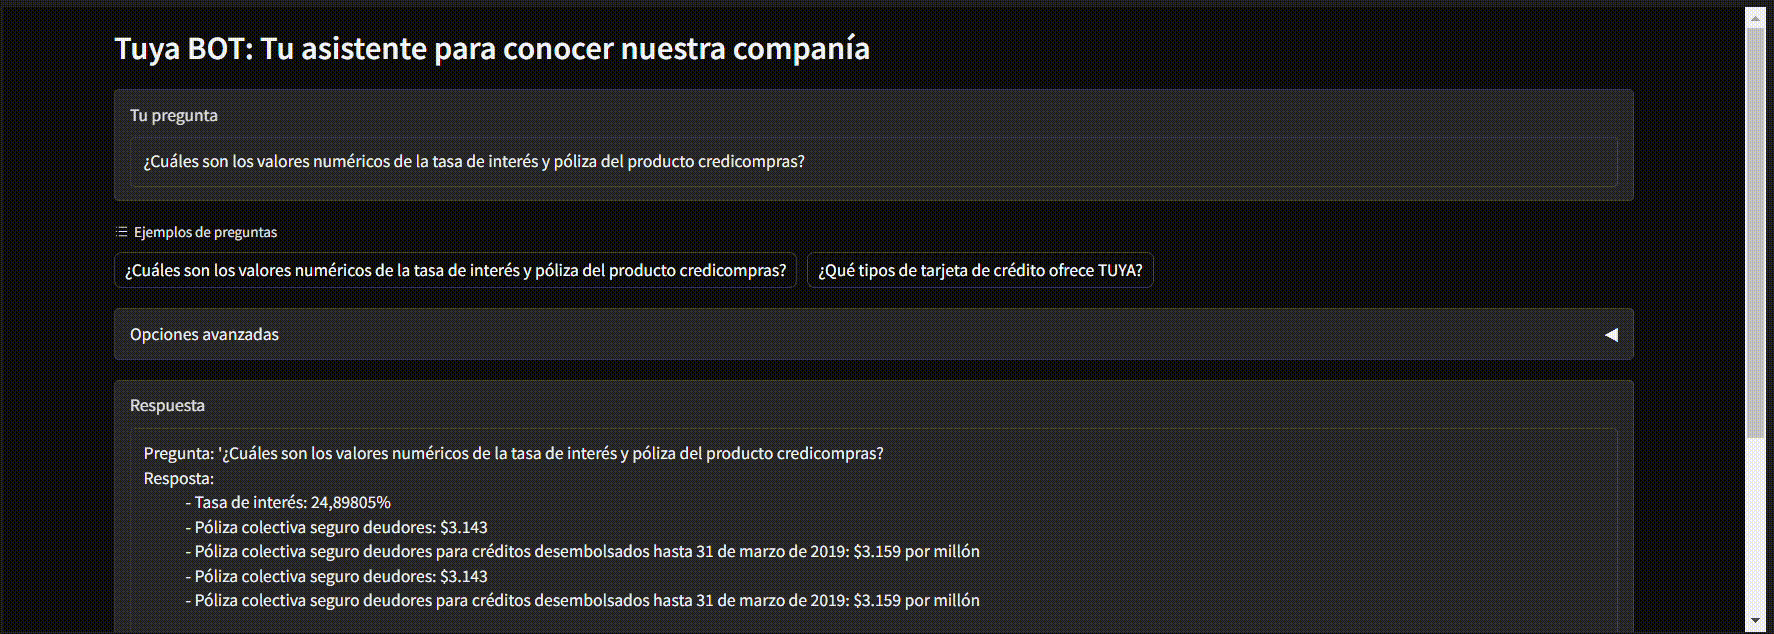 Tuya BOT: Tu asistente para conocer nuestra companía
Tu pregunta
¿Cuáles son los valores numéricos de la tasa de interés y póliza del producto credicompras?
Ejemplos de preguntas
¿Cuáles son los valores numéricos de la tasa de interés y póliza del producto credicompras? ¿Qué tipos de tarjeta de crédito ofrece TUYA?
Opciones avanzadas
Respuesta
Pregunta: '¿Cuáles son los valores numéricos de la tasa de interés y póliza del producto credicompras?
Resposta:
- Tasa de interés: 24,89805%
- Póliza colectiva seguro deudores: $3.143
- Póliza colectiva seguro deudores para créditos desembolsados hasta 31 de marzo de 2019: $3.159 por millón
- Póliza colectiva seguro deudores: $3.143
- Póliza colectiva seguro deudores para créditos desembolsados hasta 31 de marzo de 2019: $3.159 por millón